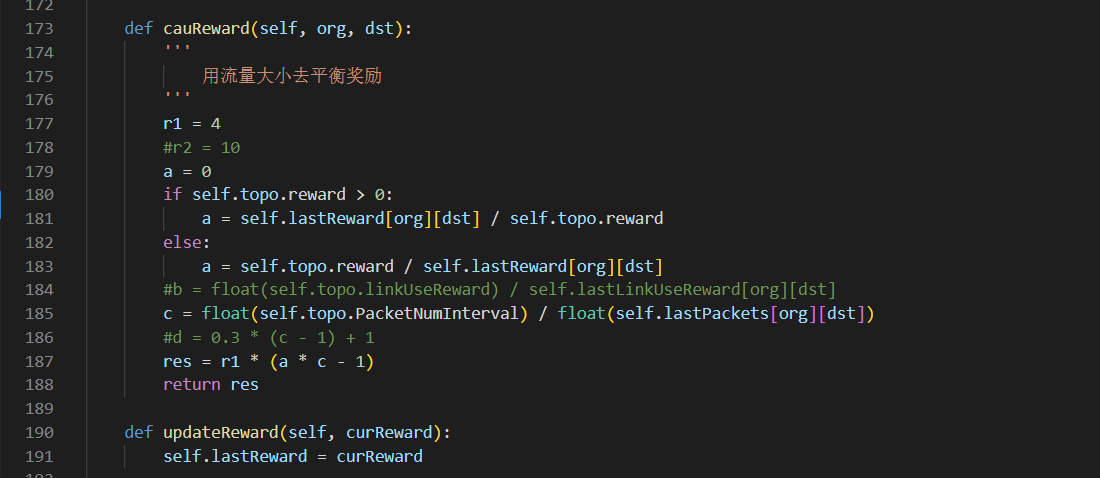 172
173 def cauReward(self, org, dst):
174 '''
175 用流量大小去平衡奖励
176 '''
177 r1 = 4
178 #r2 = 10
179 a = 0
180 if self.topo.reward > 0:
181 a = self.lastReward[org][dst] / self.topo.reward
182 else:
183 a = self.topo.reward / self.lastReward[org][dst]
184 #b = float(self.topo.linkUseReward) / self.lastLinkUseReward[org][dst]
185 c = float(self.topo.PacketNumInterval) / float(self.lastPackets[org][dst])
186 #d = 0.3 * (c - 1) + 1
187 res = r1 * (a * c - 1)
188 return res
189
190 def updateReward(self, curReward):
191 self.lastReward = curReward